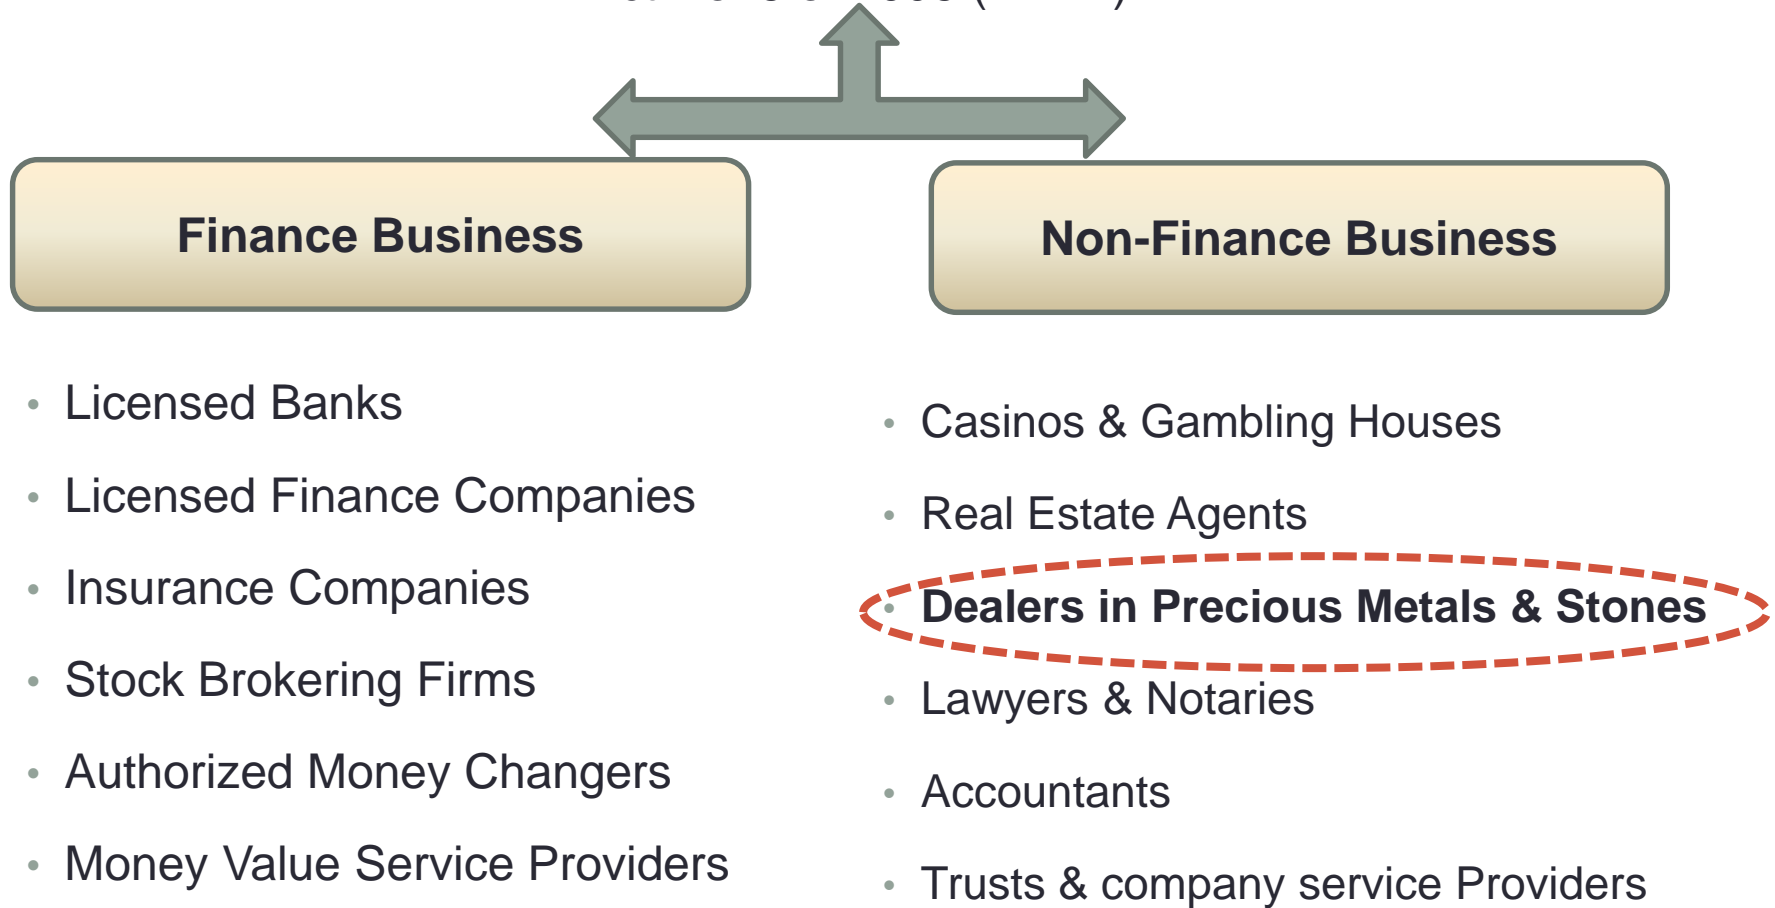 Finance Business
Licensed Banks
Licensed Finance Companies
Insurance Companies
Stock Brokering Firms
Authorized Money Changers
Money Value Service Providers
Non-Finance Business
Casinos & Gambling Houses
Real Estate Agents
Dealers in Precious Metals & Stones
Lawyers & Notaries
Accountants
Trusts & company service Providers